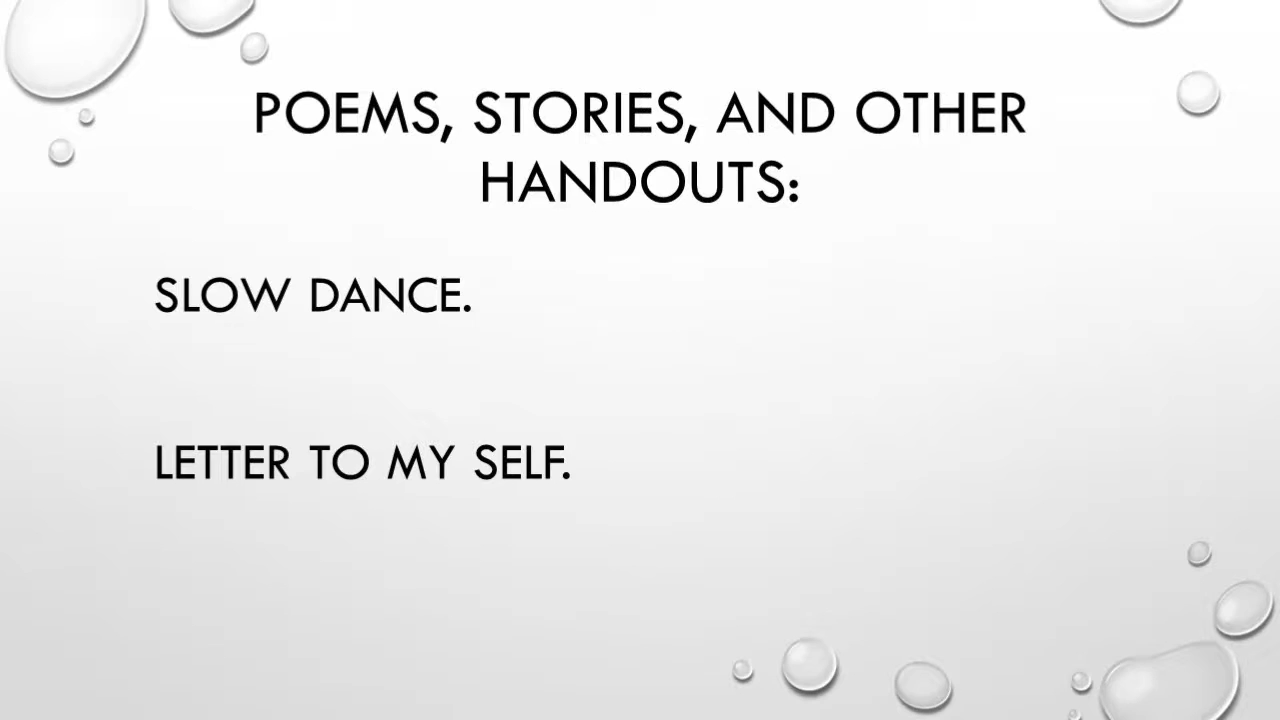 POEMS, STORIES, AND OTHER
HANDOUTS:
SLOW DANCE.
LETTER TO MY SELF.